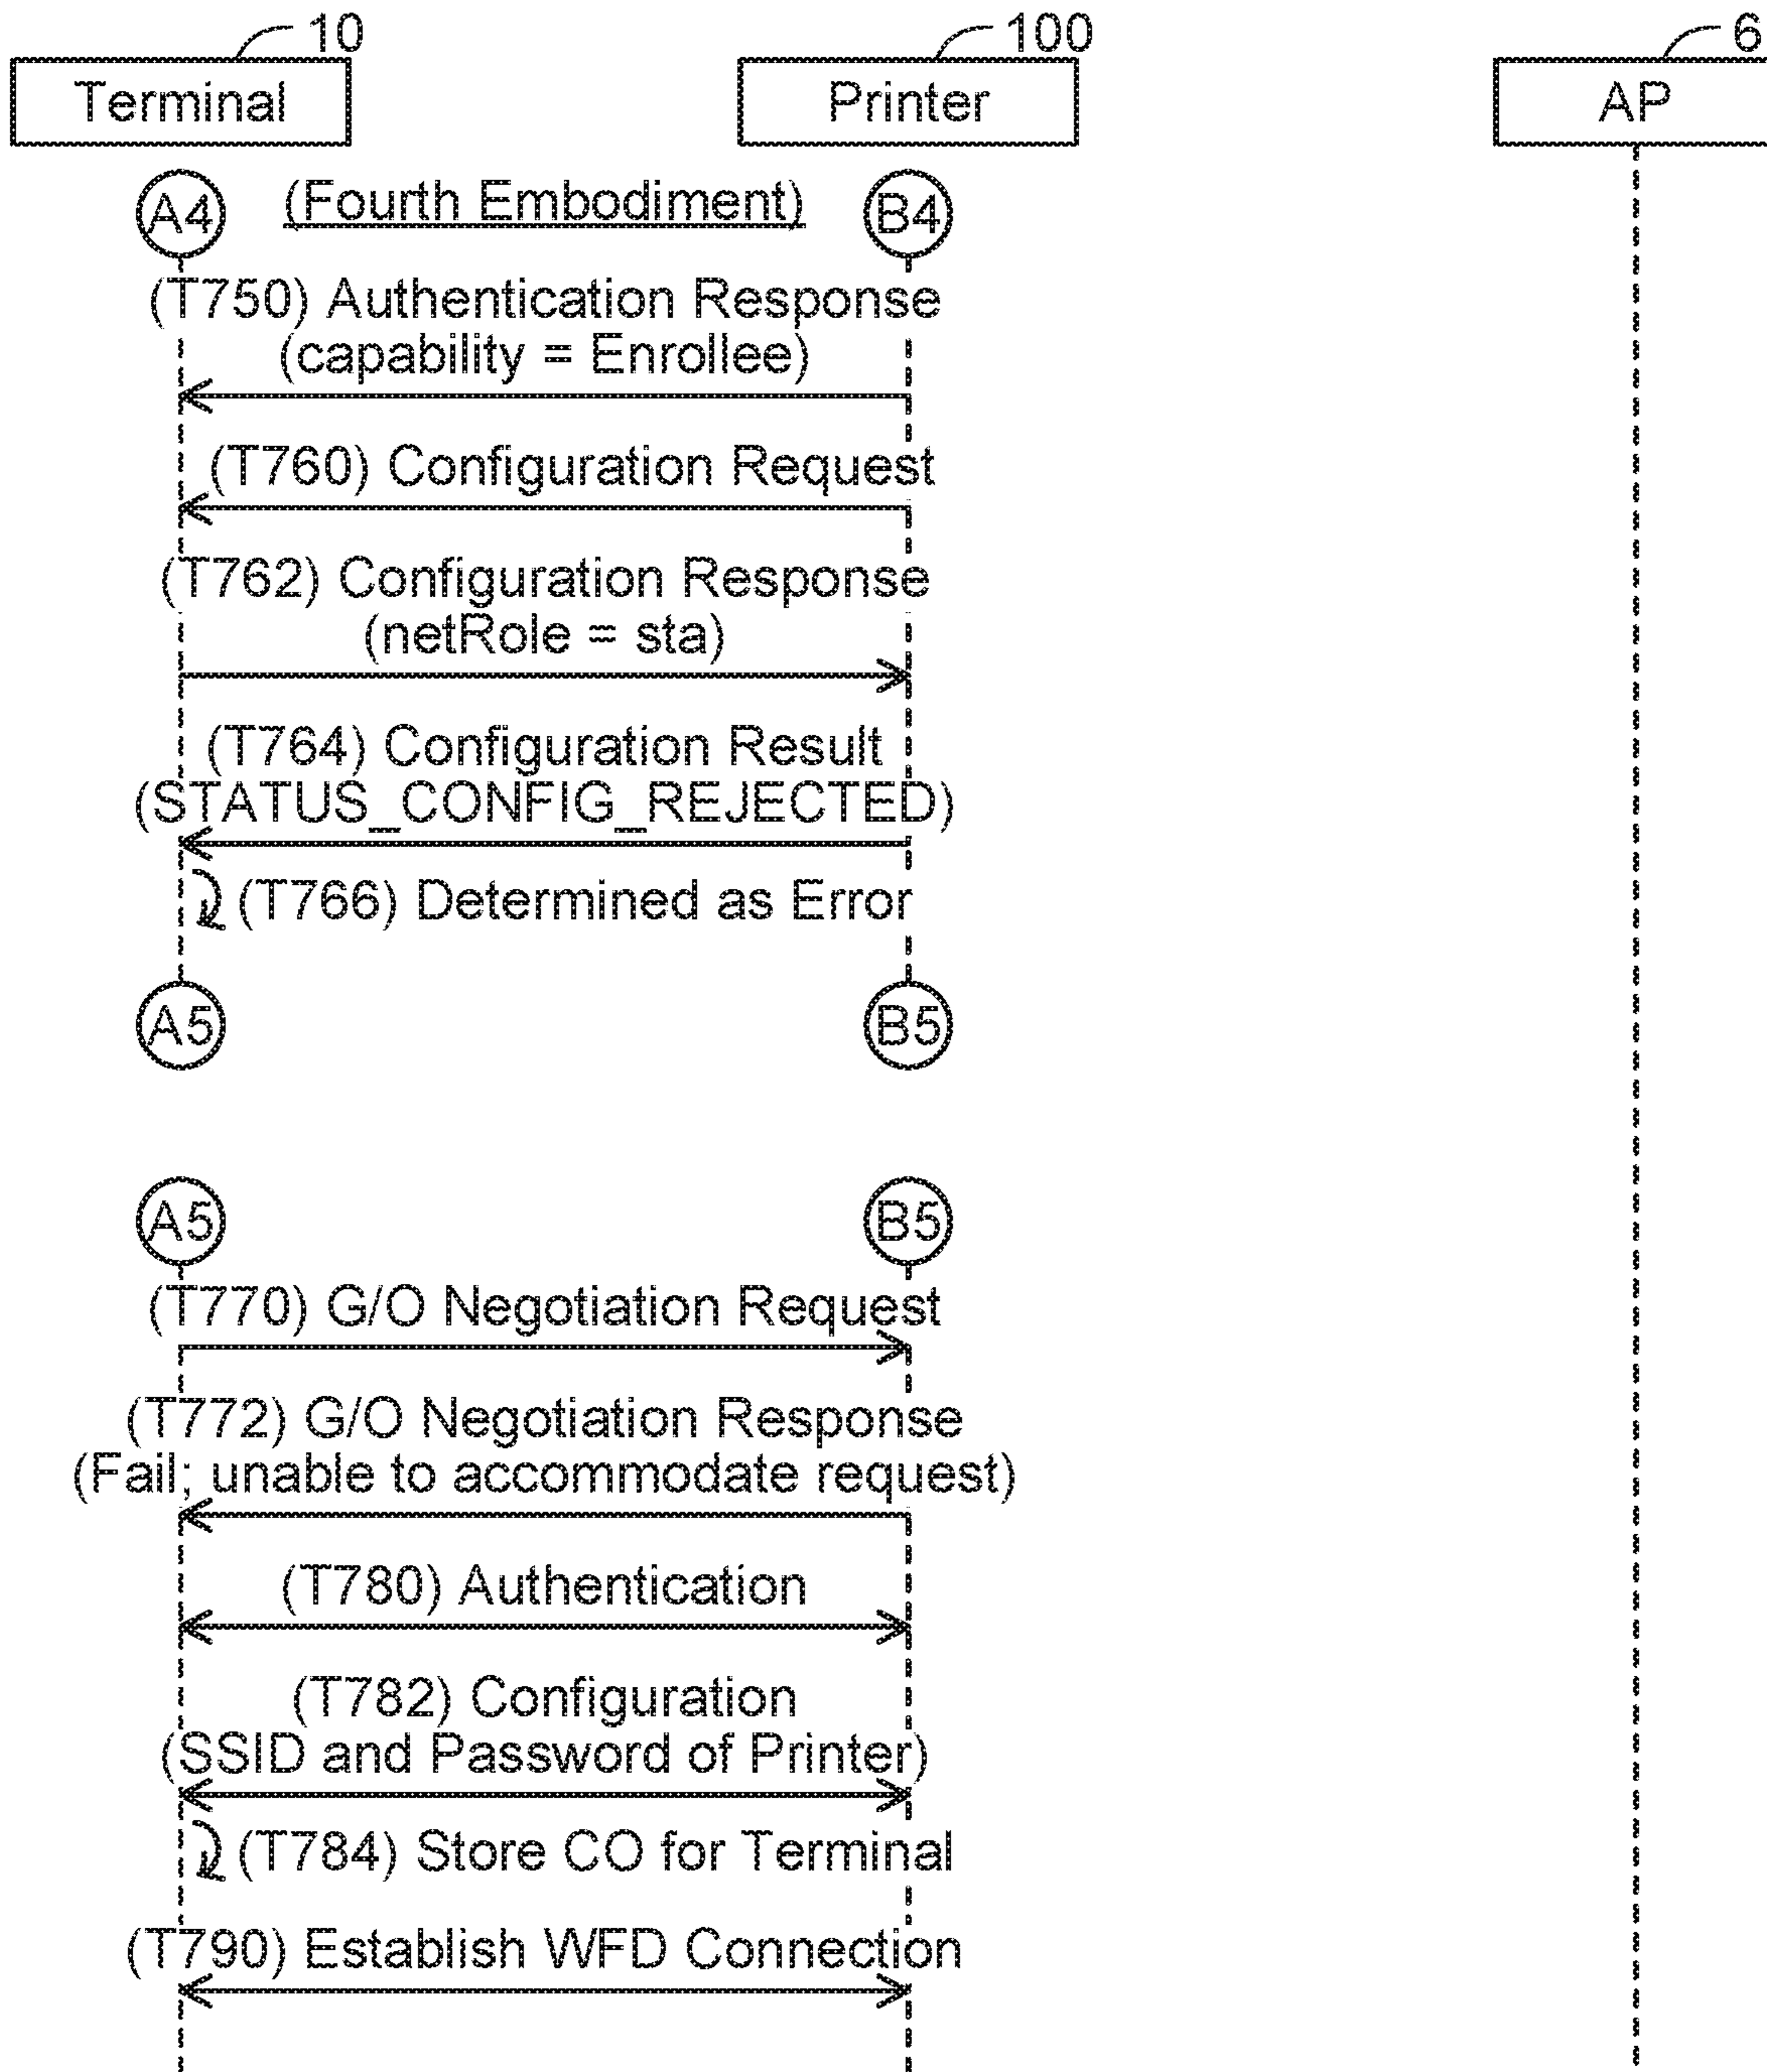 10
100
6
Terminal
Printer
AP
A4
(Fourth Embodiment)
B4
(T750) Authentication Response
(capability = Enrollee)
(T760) Configuration Request
(T762) Configuration Response
(netRole = sta)
(T764) Configuration Result
(STATUS_CONFIG_REJECTED)
(T766) Determined as Error
A5
B5
A5
B5
(T770) G/O Negotiation Request
(T772) G/O Negotiation Response
(Fail; unable to accommodate request)
(T780) Authentication
(T782) Configuration
(SSID and Password of Printer)
(T784) Store CO for Terminal
(T790) Establish WFD Connection